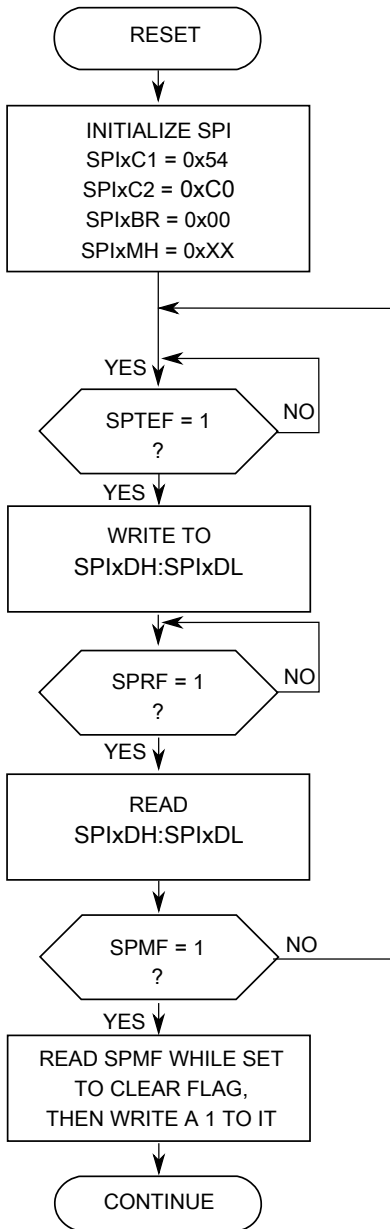 RESET
INITIALIZE SPI
SPIxC1 = 0x54
SPIxC2 = 0xC0
SPIxBR = 0x00
SPIxMH = 0xXX
YES
SPTEF = 1
?
NO
YES
WRITE TO
SPIxDH:SPIxDL
SPRF = 1
?
NO
YES
READ
SPIxDH:SPIxDL
SPMF = 1
?
NO
YES
READ SPMF WHILE SET
TO CLEAR FLAG,
THEN WRITE A 1 TO IT
CONTINUE